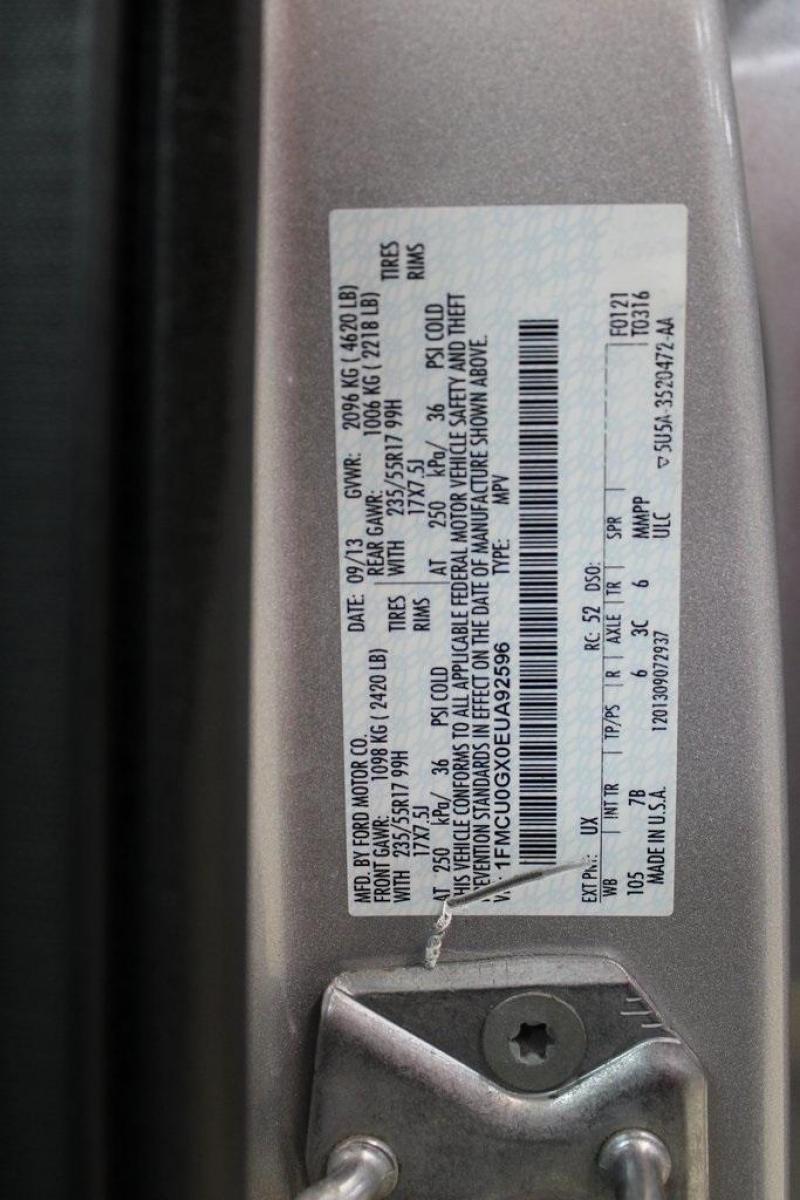 MFD. BY FORD MOTOR CO. DATE: 09/13 GVWR: 2096 KG ( 4620 LB)
FRONT GAWR: 1098 KG ( 2420 LB) REAR GAWR: 1006 KG ( 2218 LB)
WITH 235/55R17 99H TIRES WITH 235/55R17 99H TIRES
17X7.5J RIMS 17X7.5J RIMS
AT 250 kPa/ 36 PSI COLD AT 250 kPa/ 36 PSI COLD
HIS VEHICLE CONFORMS TO ALL APPLICABLE FEDERAL MOTOR VEHICLE SAFETY AND THEFT
EVENTION STANDARDS IN EFFECT ON THE DATE OF MANUFACTURE SHOWN ABOVE.
1FMCU0GX0EUA92596 TYPE: MPV
EXT PNT: UX RC: 52 DSO:
WB INT TR TP/PS R AXLE TR SPR F0121
105 7B 6 3C 6 MMPP T0316
MADE IN U.S.A. 1201309072937 ULC
▽5U5A-3520472-AA